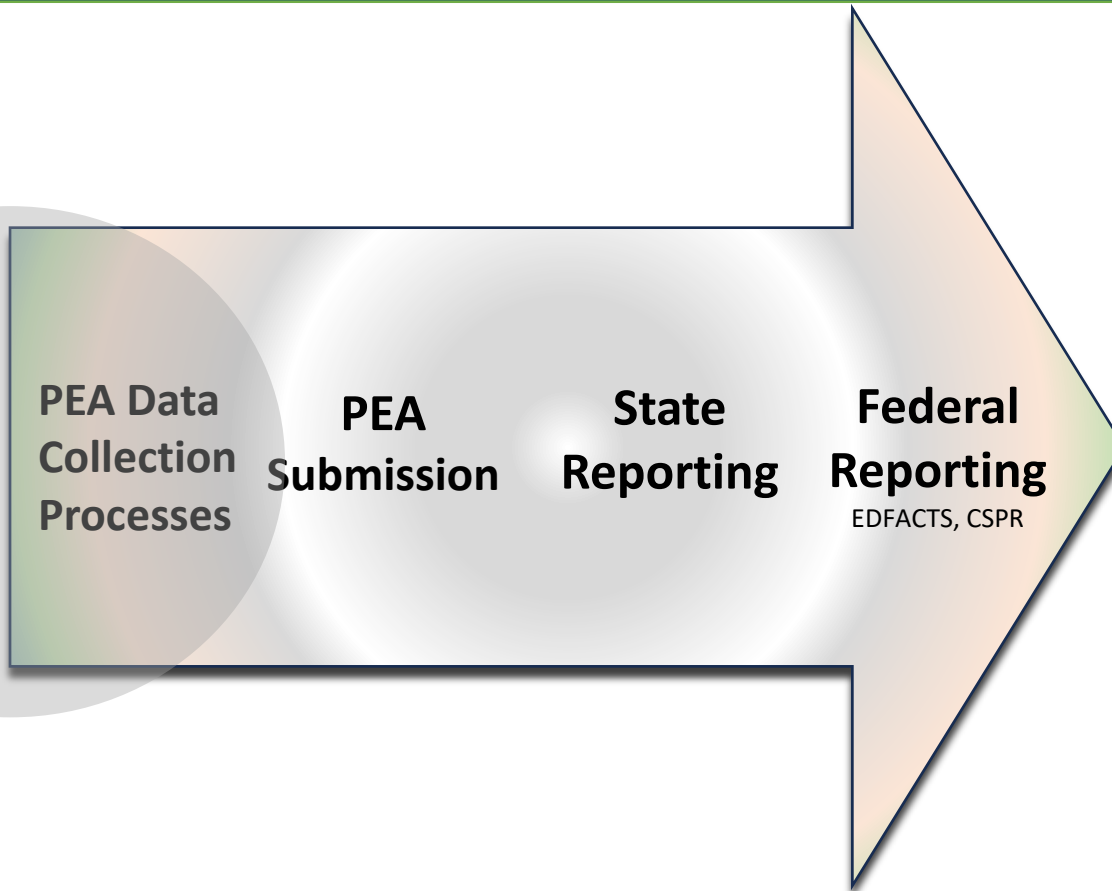 PEA Data
Collection
Processes
PEA
Submission
State
Reporting
Federal
Reporting
EDFACTS, CSPR